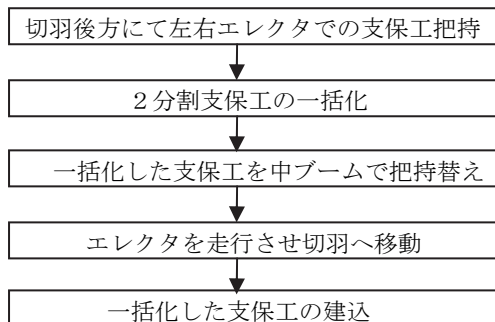 切羽後方にて左右エレクタでの支保工把持
２分割支保工の一括化
一括化した支保工を中ブームで把持替え
エレクタを走行させ切羽へ移動
一括化した支保工の建込